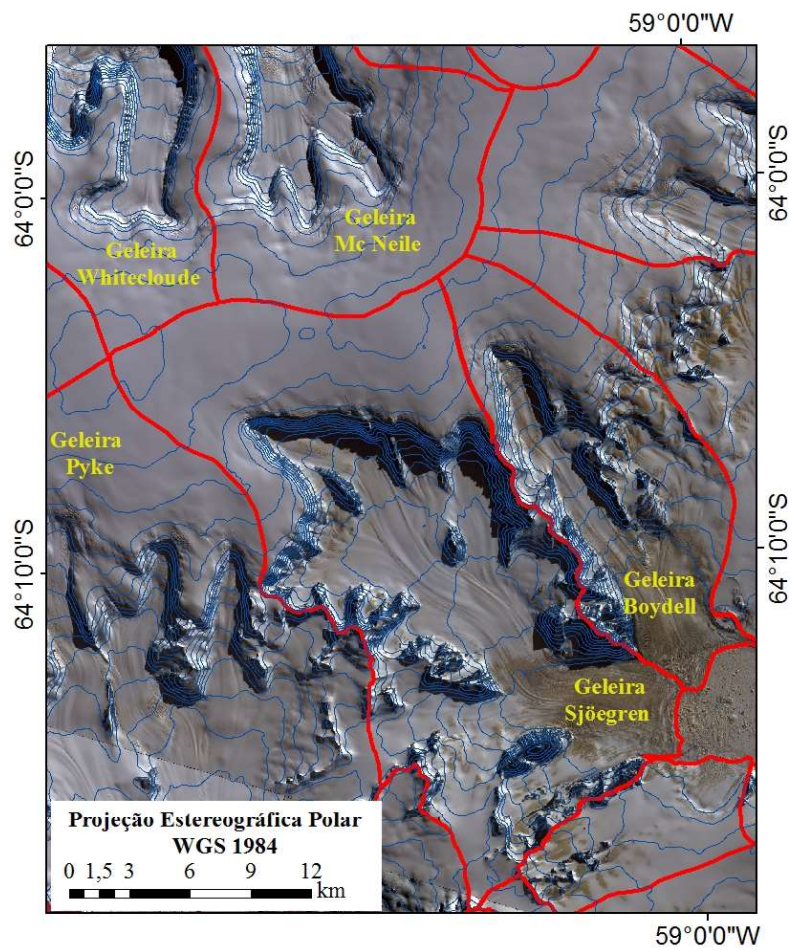 59°0'0"W
64°0'0"S
64°0'0"S
Geleira
Mc Neile
Geleira
Whitecloude
Geleira
Pyke
64°10'0"S
64°10'0"S
Geleira
Boydell
Geleira
Sjöegren
Projeção Estereográfica Polar
WGS 1984
0 1,5 3 6 9 12
km
59°0'0"W